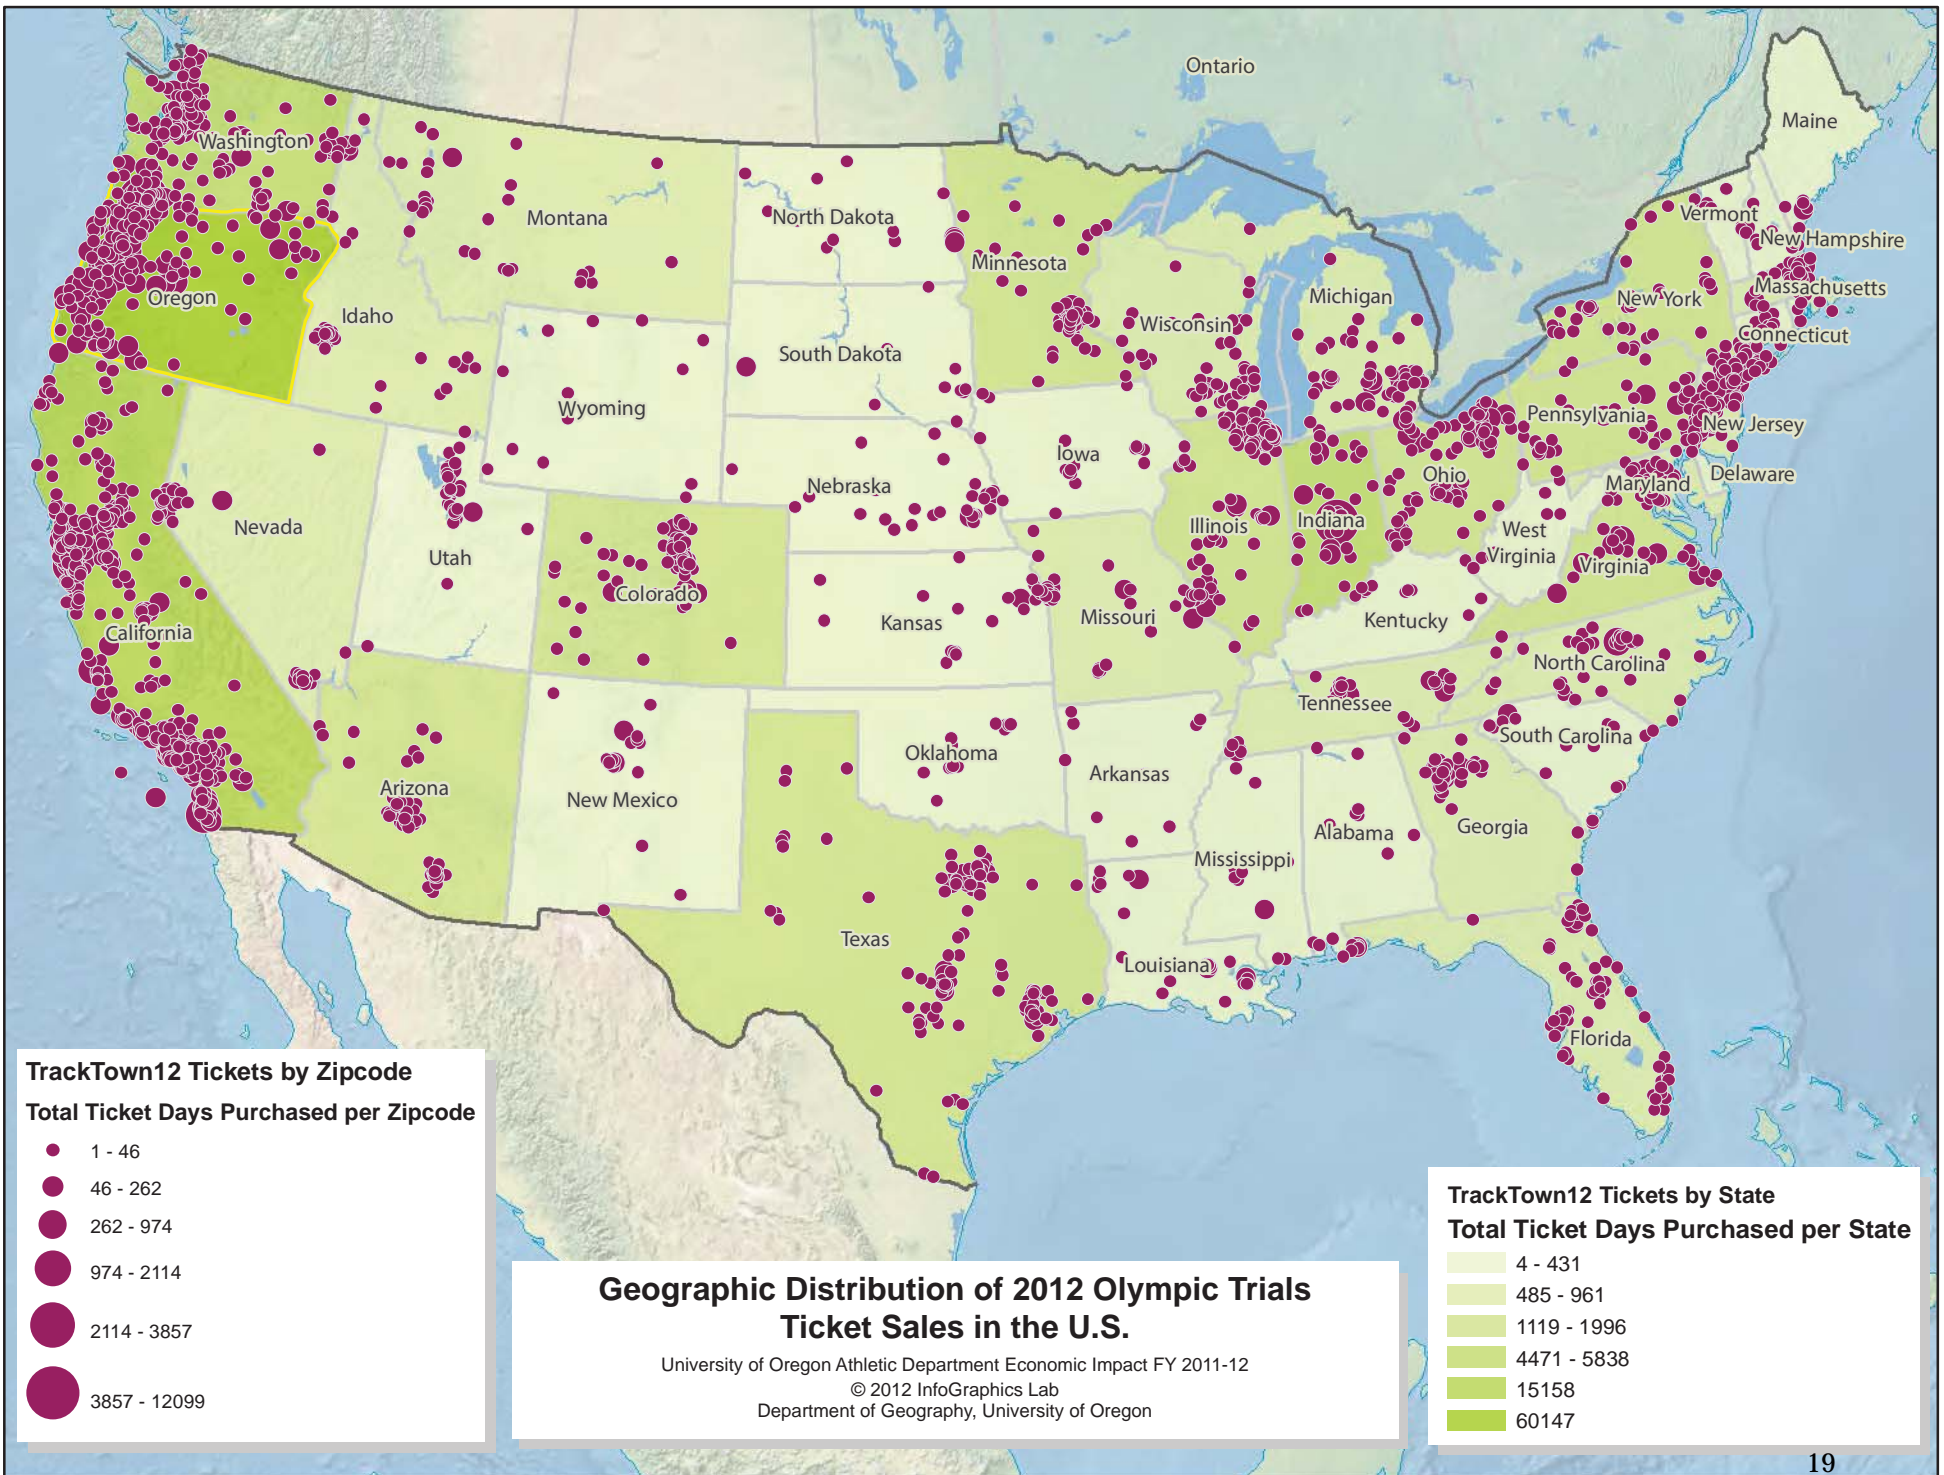 Ontario
Maine
Washington
Montana
North Dakota
Minnesota
Vermont
New Hampshire
Massachusetts
Oregon
Idaho
Michigan
New York
Wisconsin
Connecticut
South Dakota
Wyoming
Pennsylvania
New Jersey
Iowa
Ohio
Delaware
Nebraska
Maryland
Nevada
Illinois
Indiana
West
Virginia
Utah
Virginia
Colorado
California
Kansas
Missouri
Kentucky
North Carolina
Tennessee
South Carolina
Oklahoma
Arkansas
Arizona
New Mexico
Georgia
Alabama
Mississippi
Texas
Louisiana
Florida
TrackTown12 Tickets by Zipcode
Total Ticket Days Purchased per Zipcode
1 - 46
46 - 262
262 - 974
974 - 2114
2114 - 3857
3857 - 12099
Geographic Distribution of 2012 Olympic Trials
Ticket Sales in the U.S.
University of Oregon Athletic Department Economic Impact FY 2011-12
© 2012 InfoGraphics Lab
Department of Geography, University of Oregon
TrackTown12 Tickets by State
Total Ticket Days Purchased per State
4 - 431
485 - 961
1119 - 1996
4471 - 5838
15158
60147
19